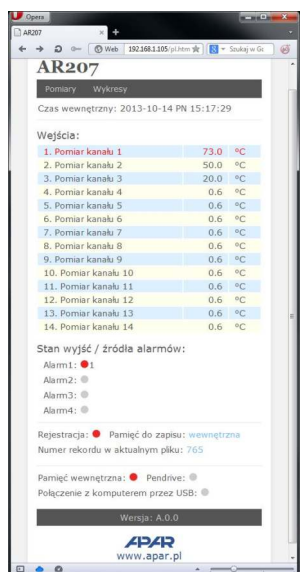 Opera
AR207
Web 192.168.1.105/pl.htm Szukaj w Go
AR207
Pomiary Wykresy
Czas wewnętrzny: 2013-10-14 PN 15:17:29
Wejścia:
1. Pomiar kanału 1 73.0 °C
2. Pomiar kanału 2 50.0 °C
3. Pomiar kanału 3 20.0 °C
4. Pomiar kanału 4 0.6 °C
5. Pomiar kanału 5 0.6 °C
6. Pomiar kanału 6 0.6 °C
7. Pomiar kanału 7 0.6 °C
8. Pomiar kanału 8 0.6 °C
9. Pomiar kanału 9 0.6 °C
10. Pomiar kanału 10 0.6 °C
11. Pomiar kanału 11 0.6 °C
12. Pomiar kanału 12 0.6 °C
13. Pomiar kanału 13 0.6 °C
14. Pomiar kanału 14 0.6 °C
Stan wyjść / źródła alarmów:
Alarm1: 1
Alarm2:
Alarm3:
Alarm4:
Rejestracja: Pamięć do zapisu: wewnętrzna
Numer rekordu w aktualnym pliku: 765
Pamięć wewnętrzna: Pendrive:
Połączenie z komputerem przez USB:
Wersja: A.0.0
APAR
www.apar.pl